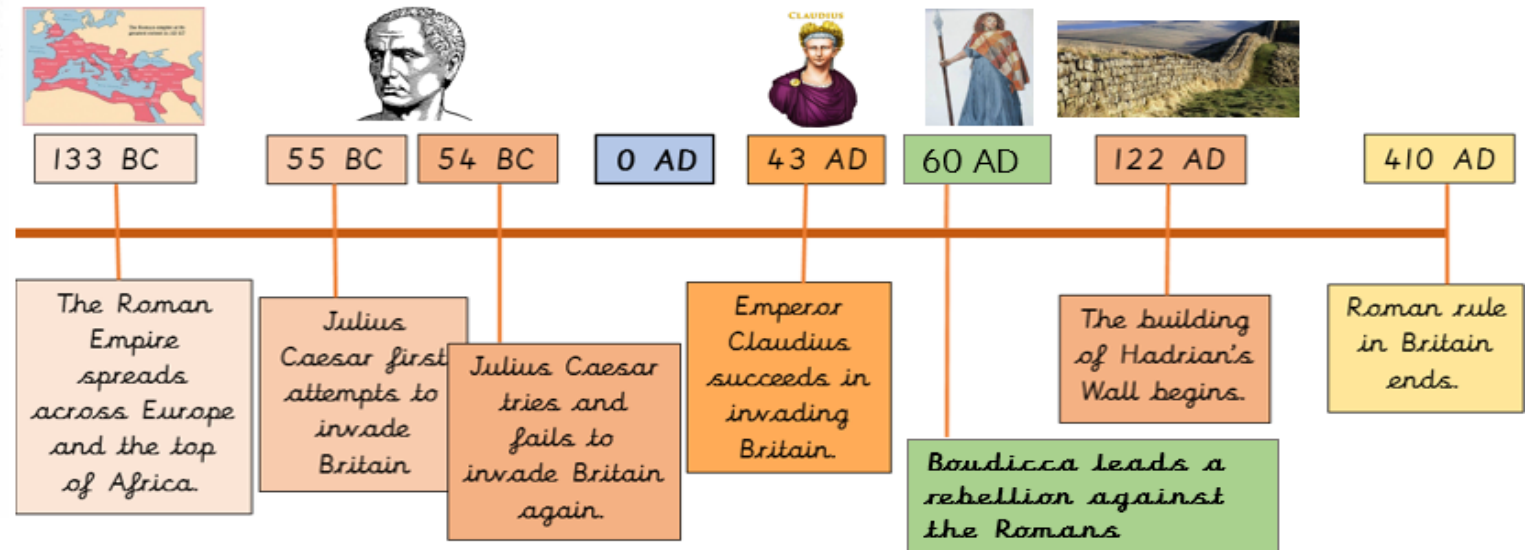 CLAUDIUS
133 BC
55 BC
54 BC
0 AD
43 AD
60 AD
122 AD
410 AD
The Roman
Empire
spreads
across Europe
and the top
of Africa.
Julius
Caesar first
attempts to
invade
Britain
Julius Caesar
tries and
fails to
invade Britain
again.
Emperor
Claudius
succeeds in
invading
Britain.
Boudicca leads a
rebellion against
the Romans
The building
of Hadrian's
Wall begins.
Roman rule
in Britain
ends.